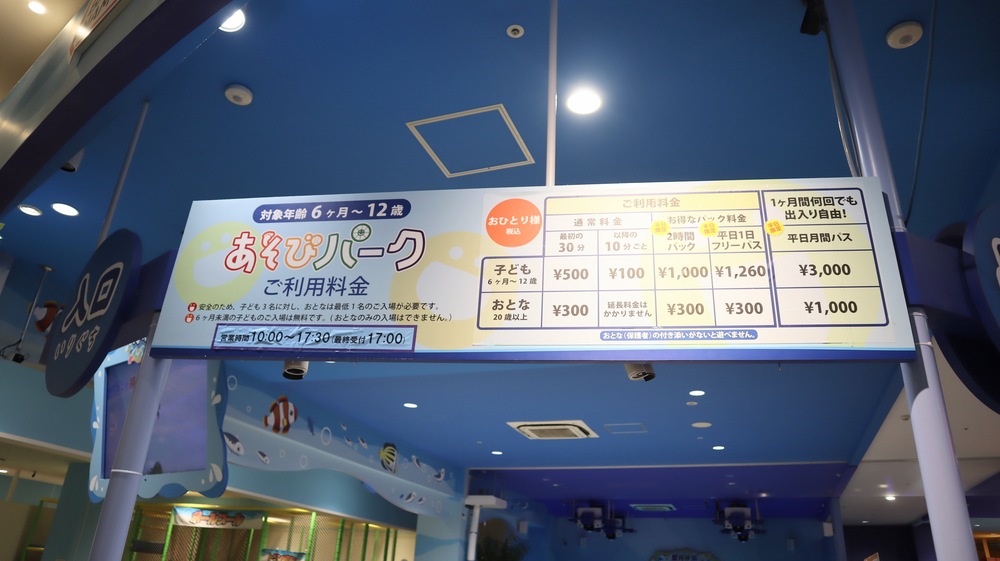 対象年齢 6ヶ月〜12歳
あそびパーク
ご利用料金
安全のため、子ども3名に対し、おとなは最低1名のご入場が必要です。
6ヶ月未満の子どものご入場は無料です。(おとなのみの入場はできません。)
営業時間 10:00〜17:30 (最終受付 17:00)
おひとり様
税込
ご利用料金
1ヶ月間何回でも
出入り自由!
通常料金
お得なパック料金
最初の
30分
以降の
10分ごと
2時間
パック
平日1日
フリーパス
平日月間パス
子ども
6ヶ月〜12歳
¥500
¥100
¥1,000
¥1,260
¥3,000
おとな
20歳以上
¥300
延長料金は
かかりません
¥300
¥300
¥1,000
おとな(保護者)の付き添いがないと遊べません。
入口
いりぐち